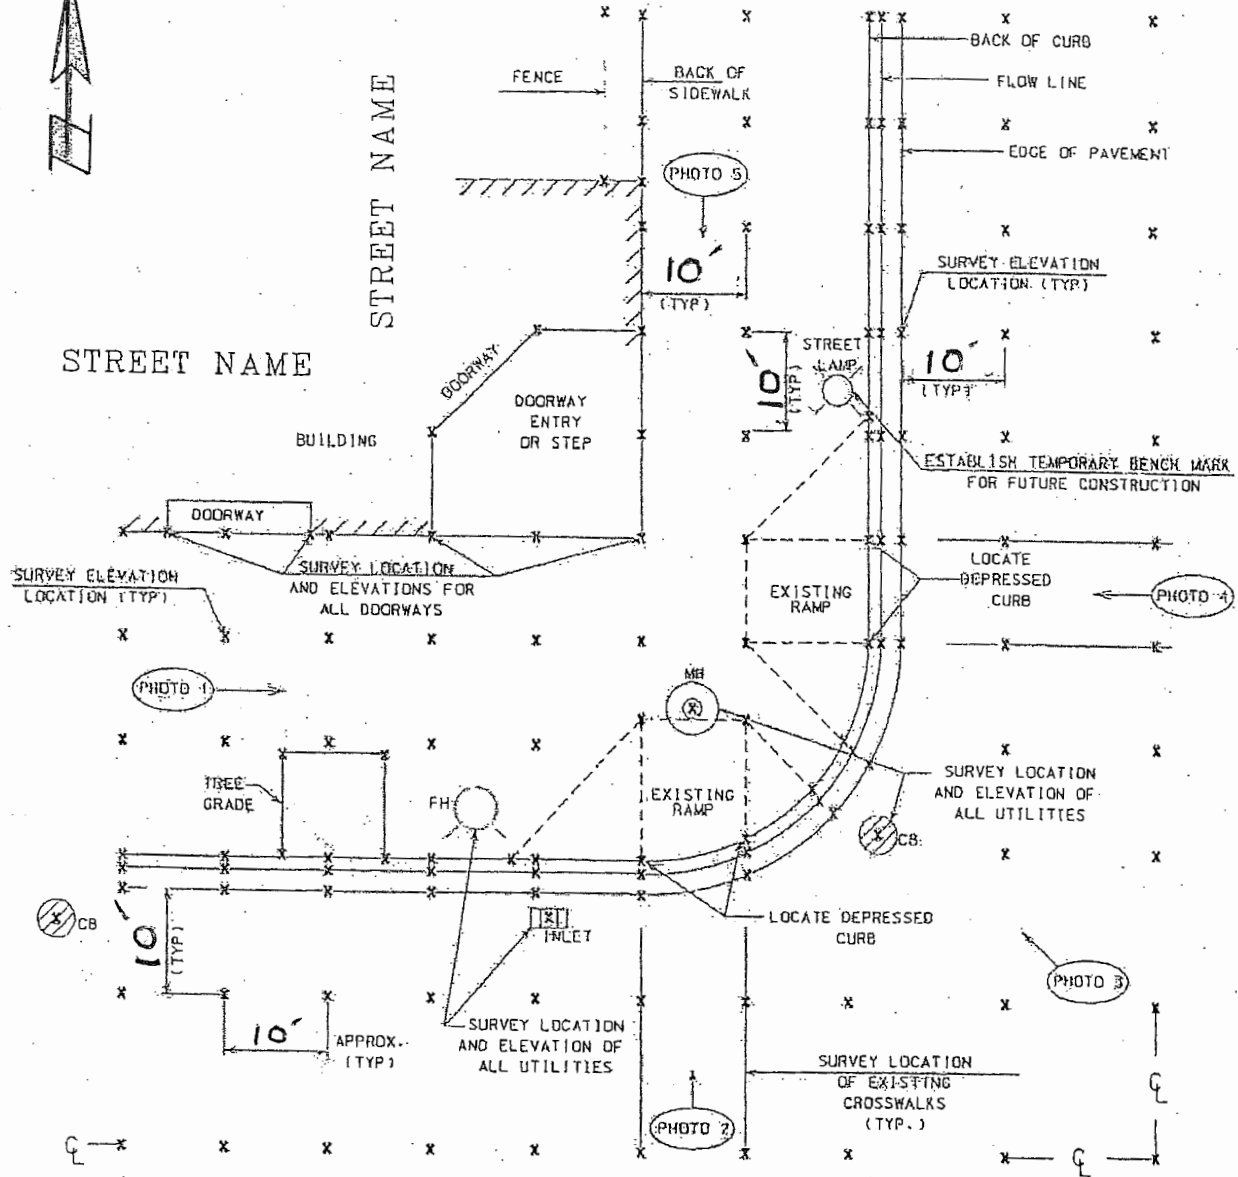 BACK OF CURB
FENCE
BACK OF
SIDEWALK
FLOW LINE
STREET NAME
EDGE OF PAVEMENT
PHOTO 5
10'
(TYP)
SURVEY ELEVATION
LOCATION (TYP)
STREET NAME
DOORWAY
STREET
LAMP
10'
(TYP)
10'
(TYP)
DOORWAY
ENTRY
OR STEP
BUILDING
ESTABLISH TEMPORARY BENCH MARK
FOR FUTURE CONSTRUCTION
DOORWAY
SURVEY ELEVATION
LOCATION (TYP)
SURVEY LOCATION
AND ELEVATIONS FOR
ALL DOORWAYS
EXISTING
RAMP
LOCATE
DEPRESSED
CURB
PHOTO 4
PHOTO 1
MH
TREE
GRADE
FH
EXISTING
RAMP
SURVEY LOCATION
AND ELEVATION OF
ALL UTILITIES
CB
CB
INLET
LOCATE DEPRESSED
CURB
10'
(TYP)
PHOTO 3
10'
APPROX.
(TYP)
SURVEY LOCATION
AND ELEVATION OF
ALL UTILITIES
SURVEY LOCATION
OF EXISTING
CROSSWALKS
(TYP.)
PHOTO 2
CL
CL
CL